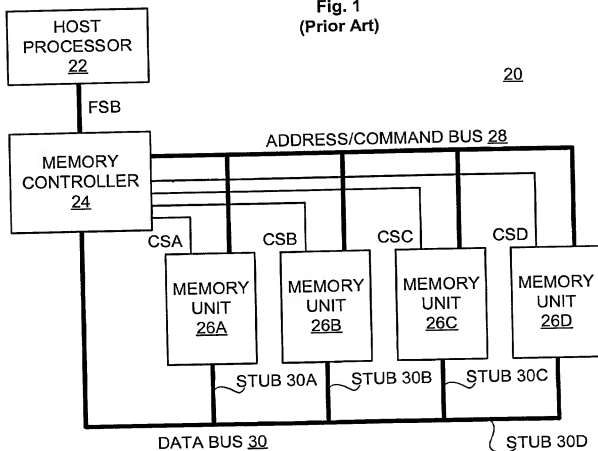 Fig. 1
(Prior Art)
HOST
PROCESSOR
22
20
FSB
ADDRESS/COMMAND BUS 28
MEMORY
CONTROLLER
24
CSA
CSB
CSC
CSD
MEMORY
UNIT
26A
MEMORY
UNIT
26B
MEMORY
UNIT
26C
MEMORY
UNIT
26D
STUB 30A
STUB 30B
STUB 30C
DATA BUS 30
STUB 30D